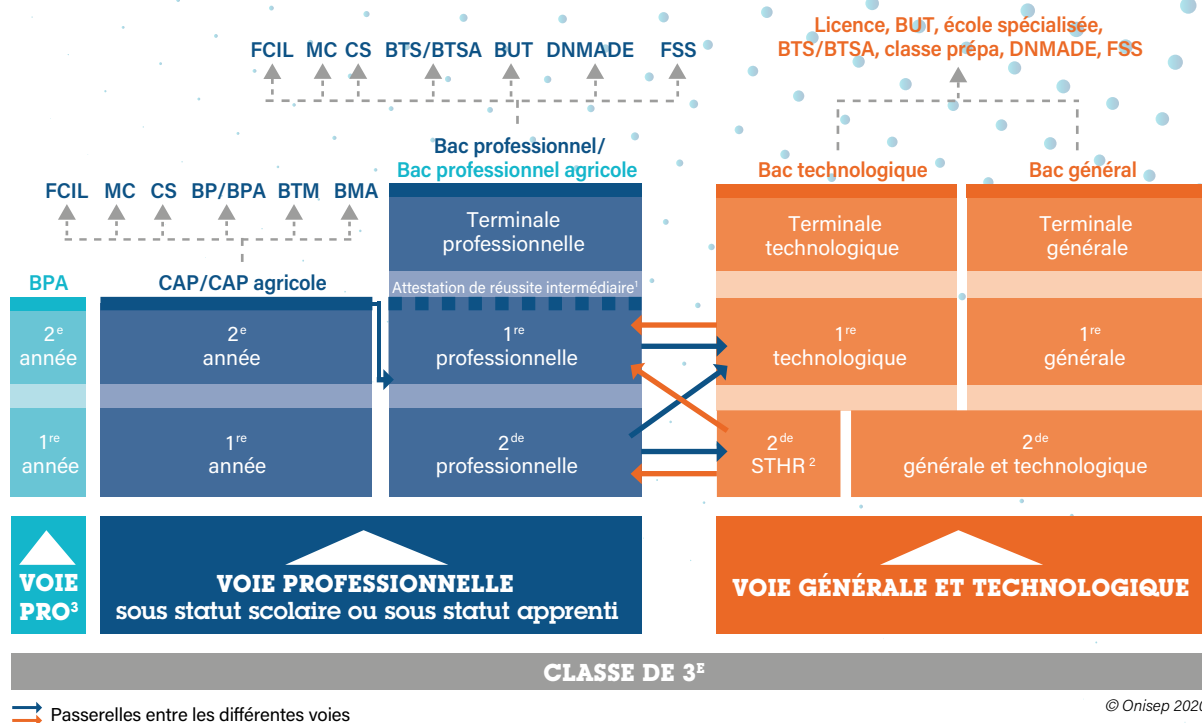 Licence, BUT, école spécialisée,
BTS/BTSA, classe prépa, DNMADE, FSS
FCIL MC CS BTS/BTSA BUT DNMADE FSS
Bac professionnel/
Bac professionnel agricole
Bac technologique
Bac général
FCIL MC CS BP/BPA BTM BMA
Terminale
professionnelle
Terminale
technologique
Terminale
générale
BPA
CAP/CAP agricole
Attestation de réussite intermédiaire¹
2e
année
2e
année
1re
professionnelle
1re
technologique
1re
générale
1re
année
1re
année
2de
professionnelle
2de
STHR ²
2de
générale et technologique
VOIE
PRO³
VOIE PROFESSIONNELLE
sous statut scolaire ou sous statut apprenti
VOIE GÉNÉRALE ET TECHNOLOGIQUE
CLASSE DE 3E
Passerelles entre les différentes voies
© Onisep 2020